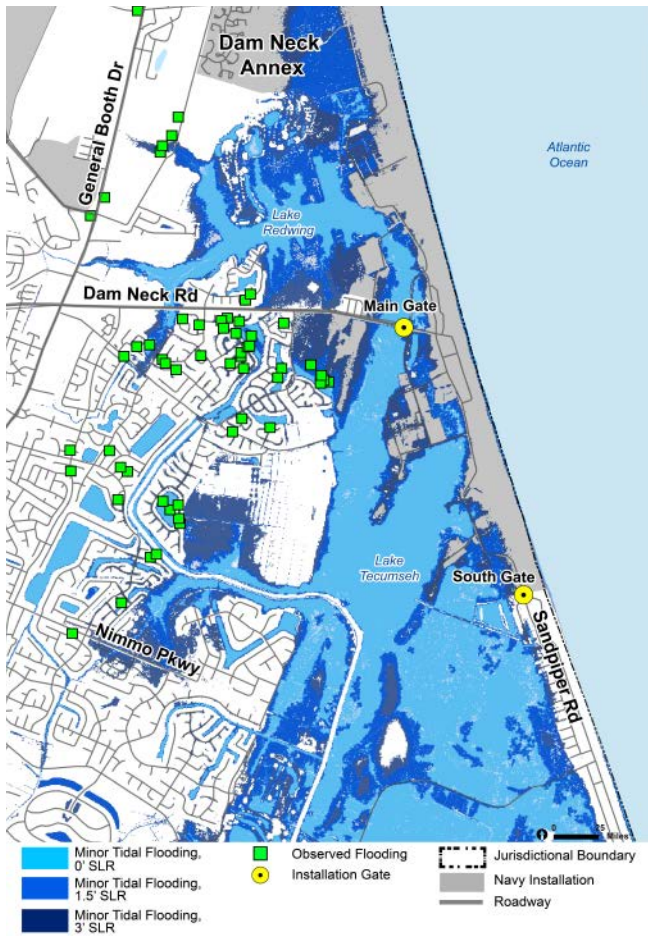 Dam Neck
Annex
General Booth Dr
Atlantic
Ocean
Lake
Redwing
Dam Neck Rd
Main Gate
Lake
Tecumseh
South Gate
Sandpiper Rd
Nimmo Pkwy
0 .25
Miles
Minor Tidal Flooding,
0' SLR
Minor Tidal Flooding,
1.5' SLR
Minor Tidal Flooding,
3' SLR
Observed Flooding
Installation Gate
Jurisdictional Boundary
Navy Installation
Roadway